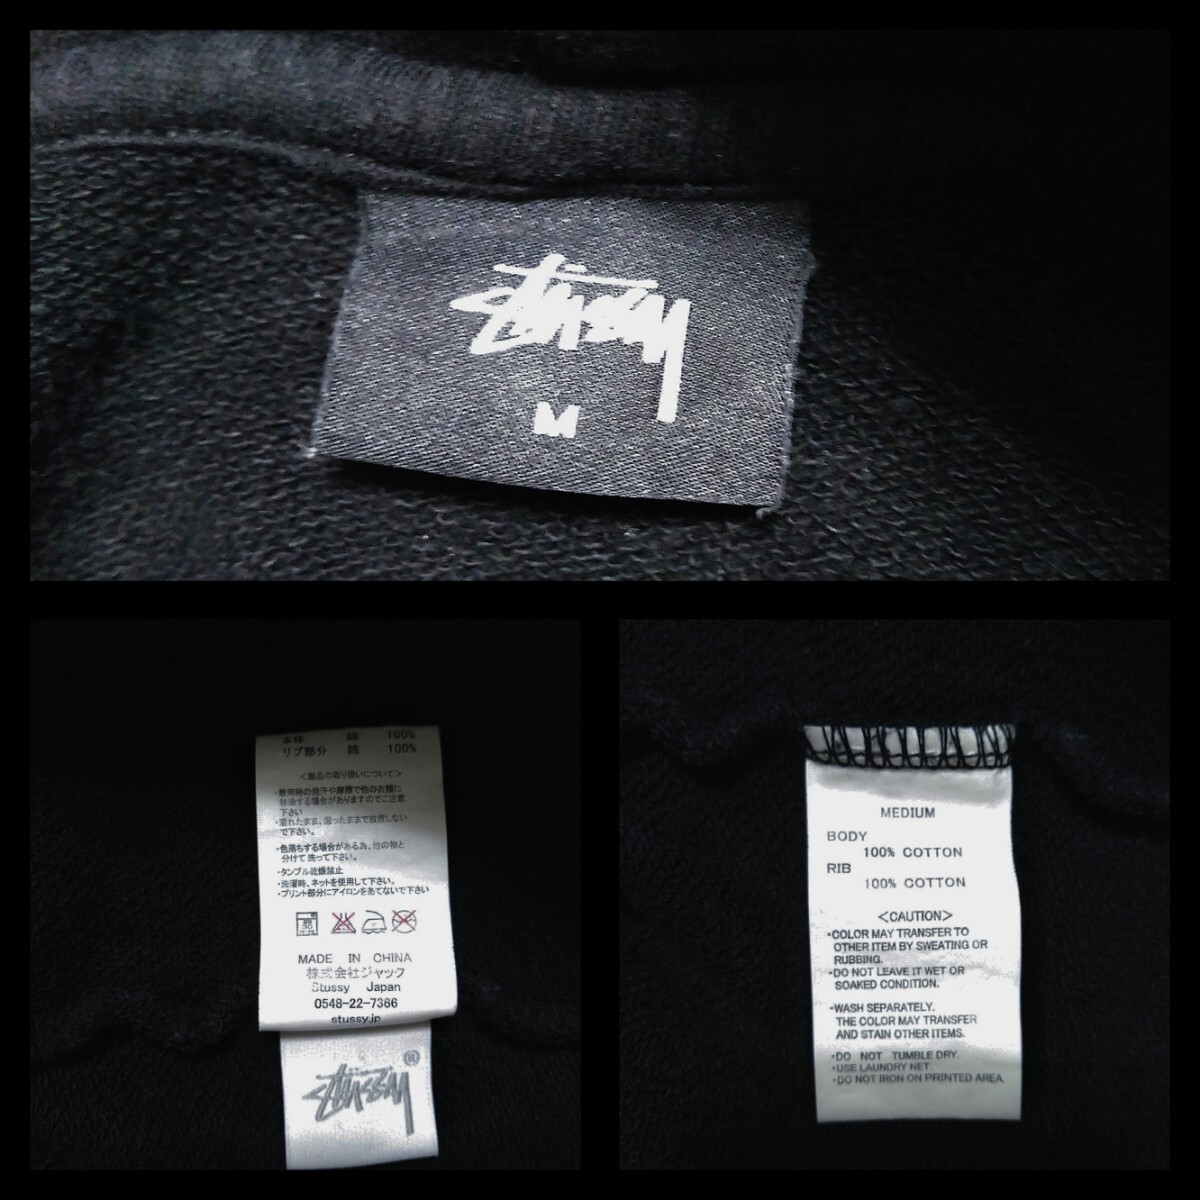 stüssy
M
本体 綿 100%
リブ部分 綿 100%
<製品の取り扱いについて>
・着用時の発汗や摩擦で他の衣類に
移染する場合がありますのでご注意
下さい
・濡れたまま、湿ったままで放置しない
で下さい。
・色落ちする場合がある為、他の物と
分けて洗って下さい。
・タンブル乾燥禁止
・洗濯時、ネットを使用して下さい。
・プリント部分にアイロンをあてないで下さい
MADE IN CHINA
株式会社ジャック
Stussy Japan
0548-22-7366
stussy.jp
stüssy®
MEDIUM
BODY
100% COTTON
RIB
100% COTTON
<CAUTION>
・COLOR MAY TRANSFER TO
OTHER ITEM BY SWEATING OR
RUBBING.
・DO NOT LEAVE IT WET OR
SOAKED CONDITION.
・WASH SEPARATELY.
THE COLOR MAY TRANSFER
AND STAIN OTHER ITEMS.
・DO NOT TUMBLE DRY.
・USE LAUNDRY NET.
・DO NOT IRON ON PRINTED AREA.